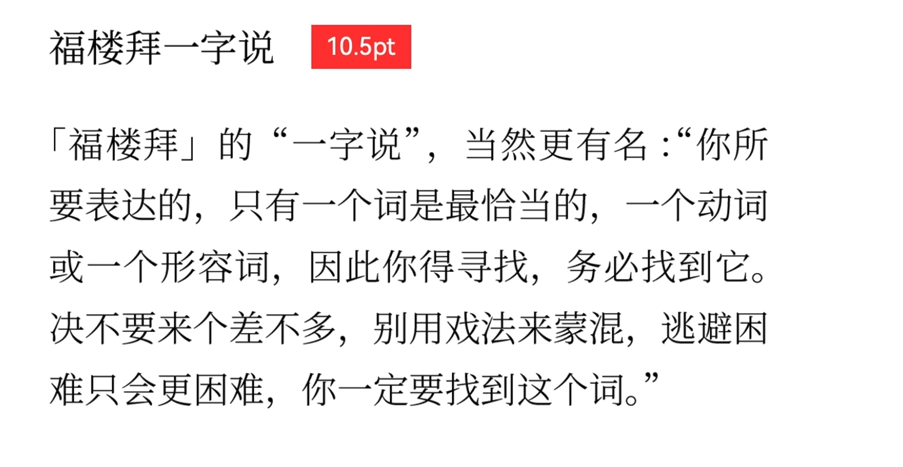 福楼拜一字说 10.5pt
「福楼拜」的“一字说”，当然更有名：“你所
要表达的，只有一个词是最恰当的，一个动词
或一个形容词，因此你得寻找，务必找到它。
决不要来个差不多，别用戏法来蒙混，逃避困
难只会更困难，你一定要找到这个词。”